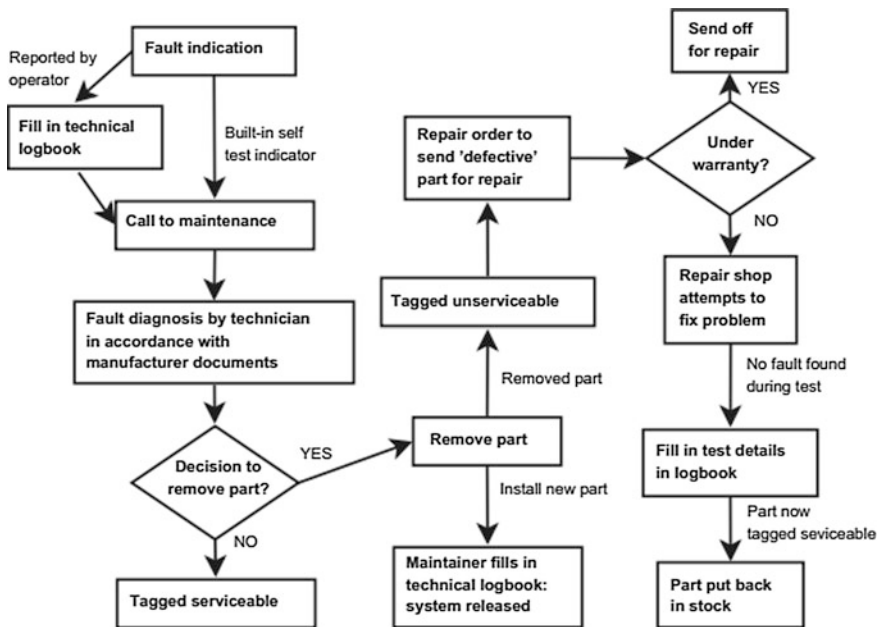 Fault indication
Reported by
operator
Fill in technical
logbook
Built-in self
test indicator
Call to maintenance
Fault diagnosis by technician
in accordance with
manufacturer documents
Decision to
remove part?
YES
NO
Tagged serviceable
Remove part
Install new part
Maintainer fills in
technical logbook:
system released
Removed part
Tagged unserviceable
Repair order to
send 'defective'
part for repair
Under
warranty?
YES
Send off
for repair
NO
Repair shop
attempts to
fix problem
No fault found
during test
Fill in test details
in logbook
Part now
tagged seviceable
Part put back
in stock